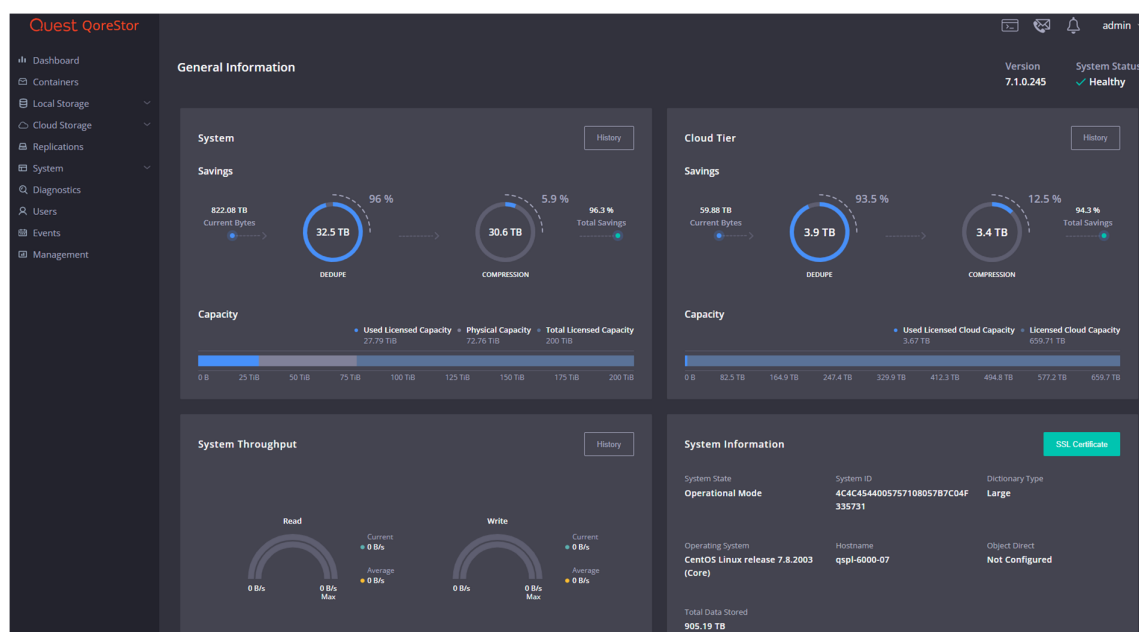 Quest QoreStor
admin
Dashboard
Containers
Local Storage
Cloud Storage
Replications
System
Diagnostics
Users
Events
Management
General Information
Version
7.1.0.245
System Status
Healthy
System
History
Savings
822.08 TB
Current Bytes
96 %
32.5 TB
DEDUPE
5.9 %
30.6 TB
COMPRESSION
96.3 %
Total Savings
Capacity
Used Licensed Capacity Physical Capacity Total Licensed Capacity
27.79 TiB 72.76 TiB 200 TiB
0 B 25 TiB 50 TiB 75 TiB 100 TiB 125 TiB 150 TiB 175 TiB 200 TiB
Cloud Tier
History
Savings
59.88 TB
Current Bytes
93.5 %
3.9 TB
DEDUPE
12.5 %
3.4 TB
COMPRESSION
94.3 %
Total Savings
Capacity
Used Licensed Cloud Capacity Licensed Cloud Capacity
3.67 TB 659.71 TB
0 B 82.5 TB 164.9 TB 247.4 TB 329.9 TB 412.3 TB 494.8 TB 577.2 TB 659.7 TB
System Throughput
History
Read
Current
0 B/s
Average
0 B/s
0 B/s 0 B/s
Max
Write
Current
0 B/s
Average
0 B/s
0 B/s 0 B/s
Max
System Information
SSL Certificate
System State
Operational Mode
System ID
4C4C4544005757108057B7C04F
335731
Dictionary Type
Large
Operating System
CentOS Linux release 7.8.2003
(Core)
Hostname
qspl-6000-07
Object Direct
Not Configured
Total Data Stored
905.19 TB